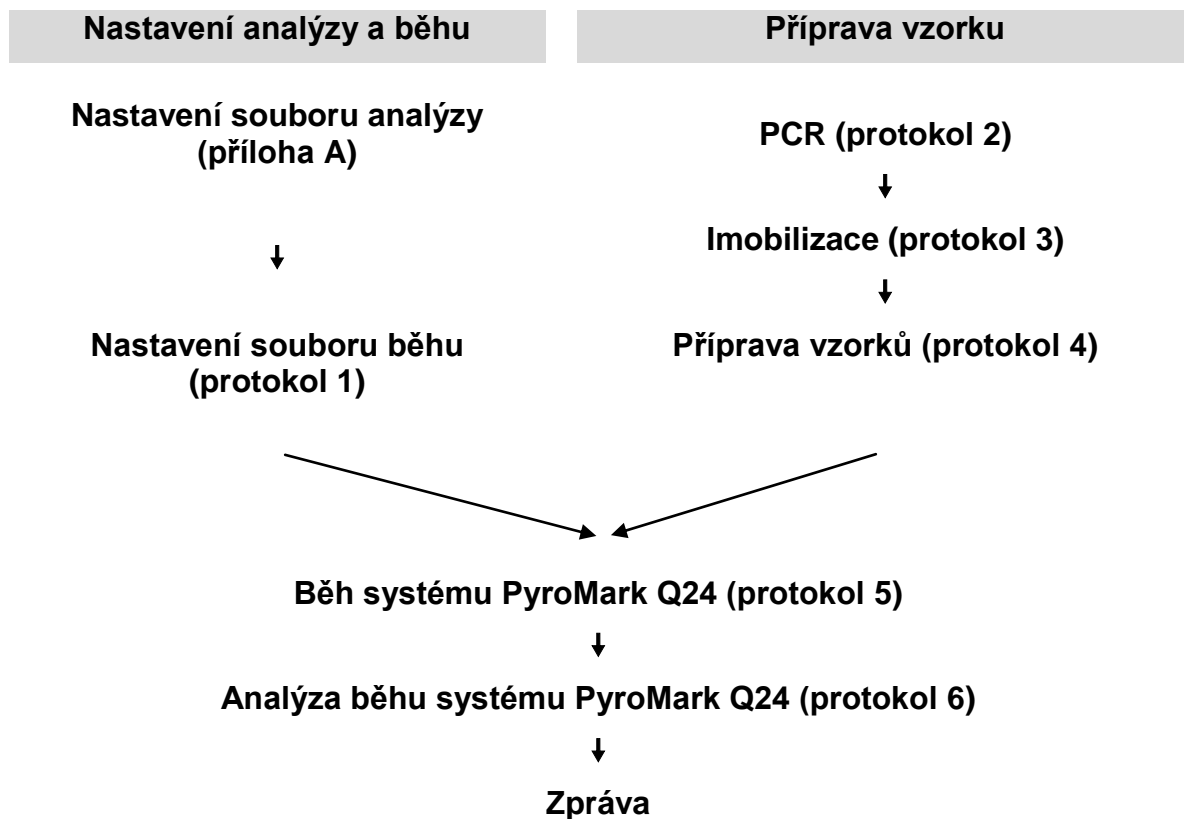 Nastavení analýzy a běhu
Příprava vzorku
Nastavení souboru analýzy
(příloha A)
PCR (protokol 2)
Imobilizace (protokol 3)
Nastavení souboru běhu
(protokol 1)
Příprava vzorků (protokol 4)
Běh systému PyroMark Q24 (protokol 5)
Analýza běhu systému PyroMark Q24 (protokol 6)
Zpráva